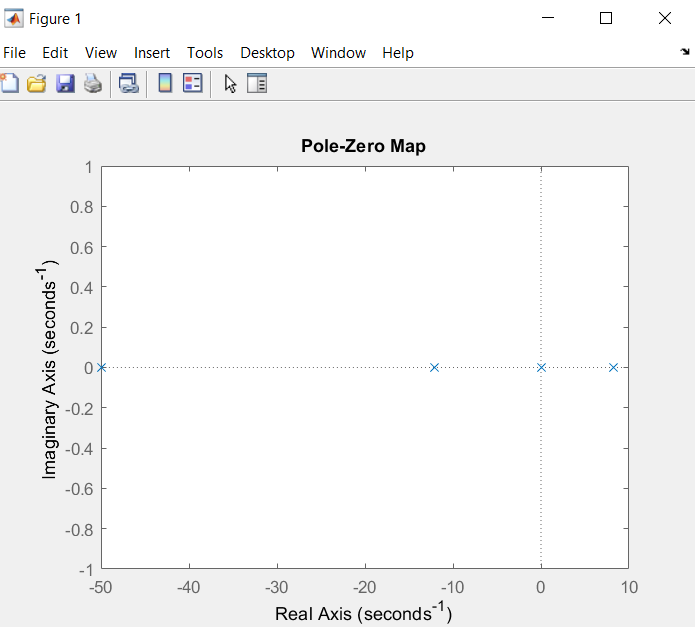 Figure 1
File Edit View Insert Tools Desktop Window Help
Pole-Zero Map
1
0.8
0.6
0.4
0.2
0
-0.2
-0.4
-0.6
-0.8
-1
Imaginary Axis (seconds⁻¹)
-50 -40 -30 -20 -10 0 10
Real Axis (seconds⁻¹)